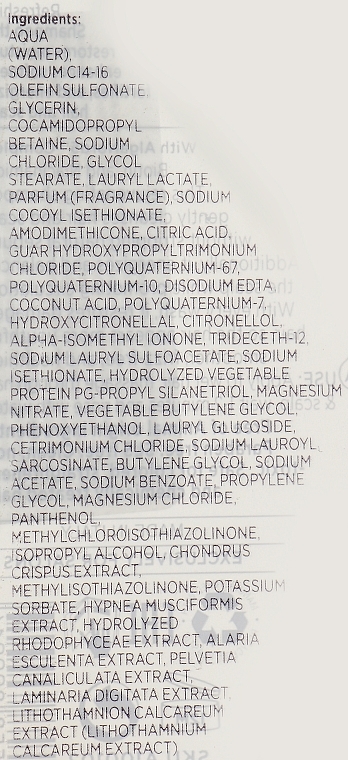 Ingredients:
AQUA
(WATER),
SODIUM C14-16
OLEFIN SULFONATE,
GLYCERIN,
COCAMIDOPROPYL
BETAINE, SODIUM
CHLORIDE, GLYCOL
STEARATE, LAURYL LACTATE,
PARFUM (FRAGRANCE), SODIUM
COCOYL ISETHIONATE,
AMODIMETHICONE, CITRIC ACID,
GUAR HYDROXYPROPYLTRIMONIUM
CHLORIDE, POLYQUATERNIUM-67,
POLYQUATERNIUM-10, DISODIUM EDTA,
COCONUT ACID, POLYQUATERNIUM-7,
HYDROXYCITRONELLAL, CITRONELLOL,
ALPHA-ISOMETHYL IONONE, TRIDECETH-12,
SODIUM LAURYL SULFOACETATE, SODIUM
ISETHIONATE, HYDROLYZED VEGETABLE
PROTEIN PG-PROPYL SILANETRIOL, MAGNESIUM
NITRATE, VEGETABLE BUTYLENE GLYCOL,
PHENOXYETHANOL, LAURYL GLUCOSIDE,
CETRIMONIUM CHLORIDE, SODIUM LAUROYL
SARCOSINATE, BUTYLENE GLYCOL, SODIUM
ACETATE, SODIUM BENZOATE, PROPYLENE
GLYCOL, MAGNESIUM CHLORIDE,
PANTHENOL,
METHYLCHLOROISOTHIAZOLINONE,
ISOPROPYL ALCOHOL, CHONDRUS
CRISPUS EXTRACT,
METHYLISOTHIAZOLINONE, POTASSIUM
SORBATE, HYPNEA MUSCIFORMIS
EXTRACT, HYDROLYZED
RHODOPHYCEAE EXTRACT, ALARIA
ESCULENTA EXTRACT, PELVETIA
CANALICULATA EXTRACT,
LAMINARIA DIGITATA EXTRACT,
LITHOTHAMNION CALCAREUM
EXTRACT (LITHOTHAMNIUM
CALCAREUM EXTRACT)